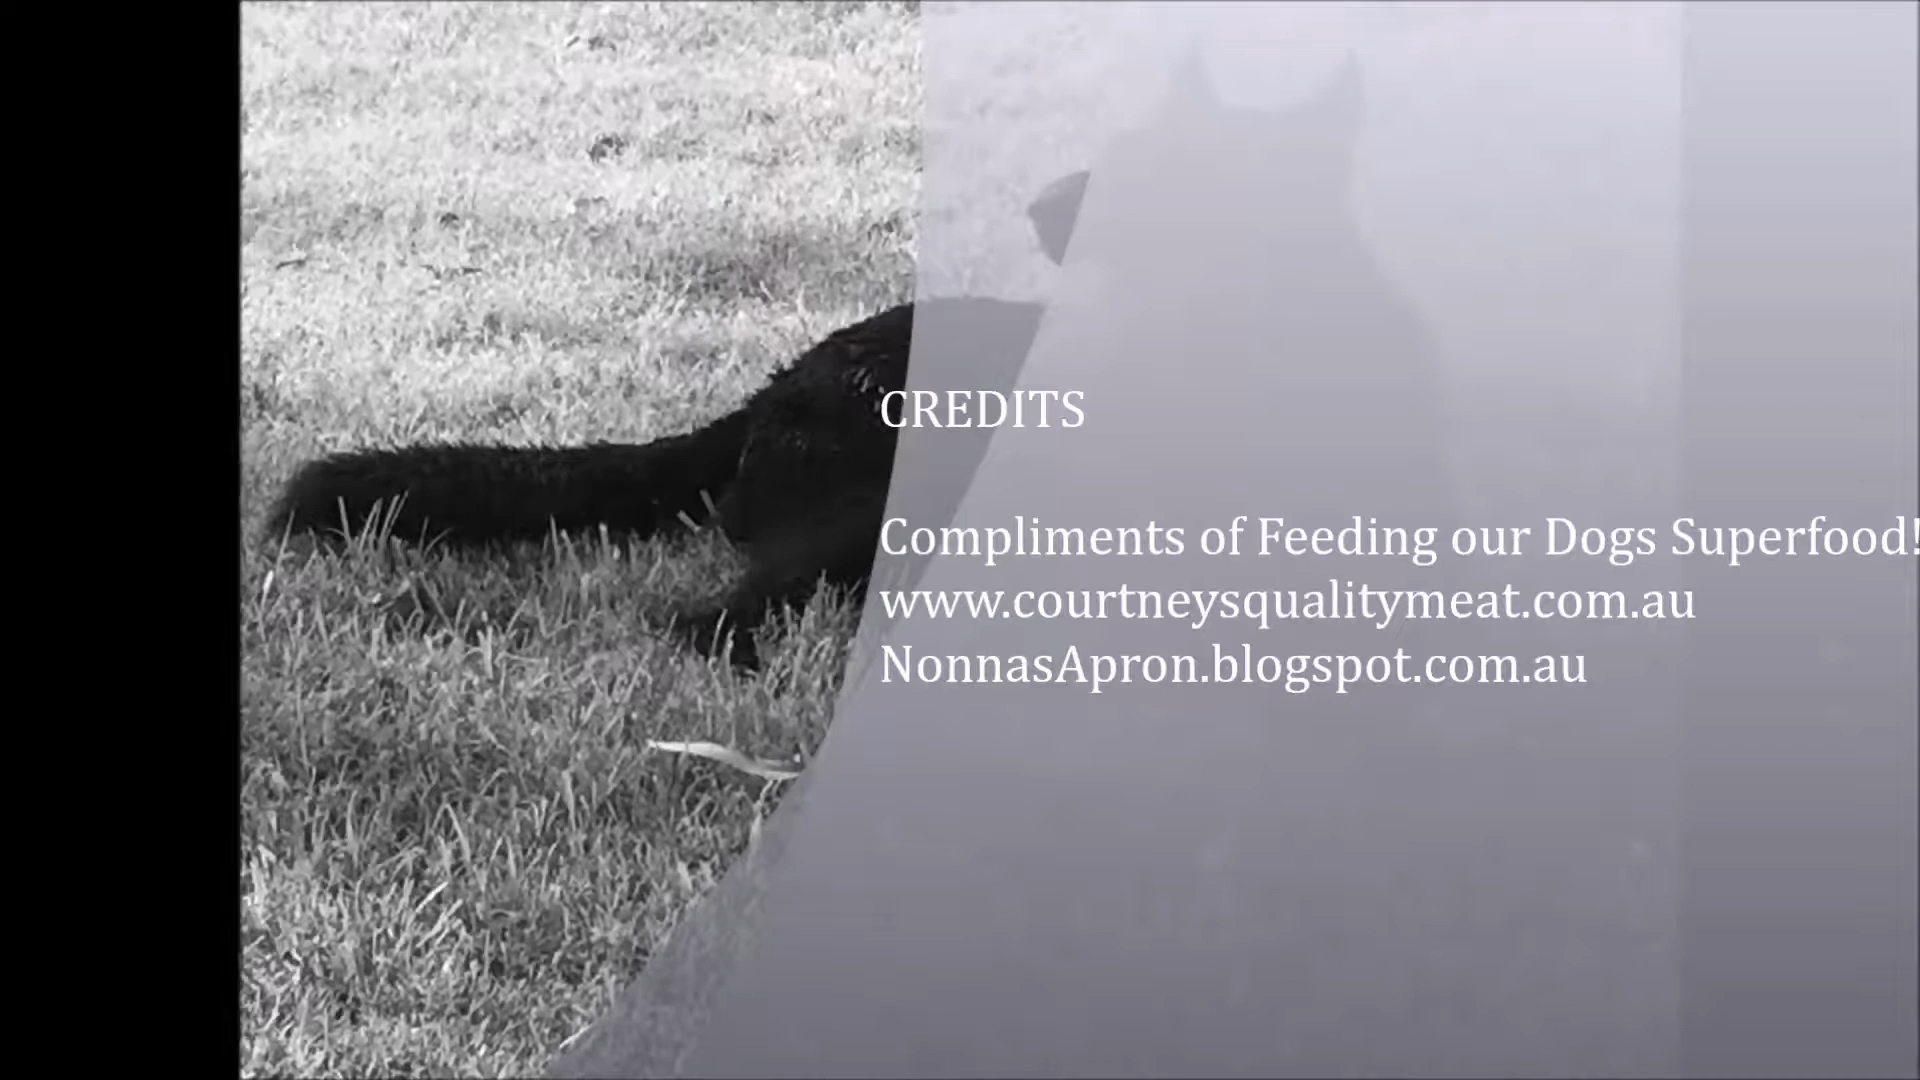 CREDITS
Compliments of Feeding our Dogs Superfood!
www.courtneysqualitymeat.com.au
NonnasApron.blogspot.com.au